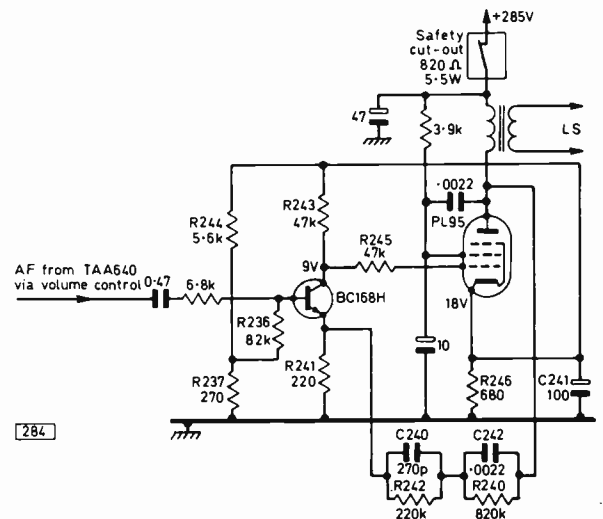 +285V
Safety
cut-out
820Ω
5·5W
47
3·9k
LS
R244
5·6k
R243
47k
·0022
PL95
R245
47k
9V
AF from TAA640
via volume control
0·47
6·8k
BC168H
18V
R236
82k
10
R237
270
R241
220
R246
680
C241
100
284
C240
270p
R242
220k
C242
·0022
R240
820k